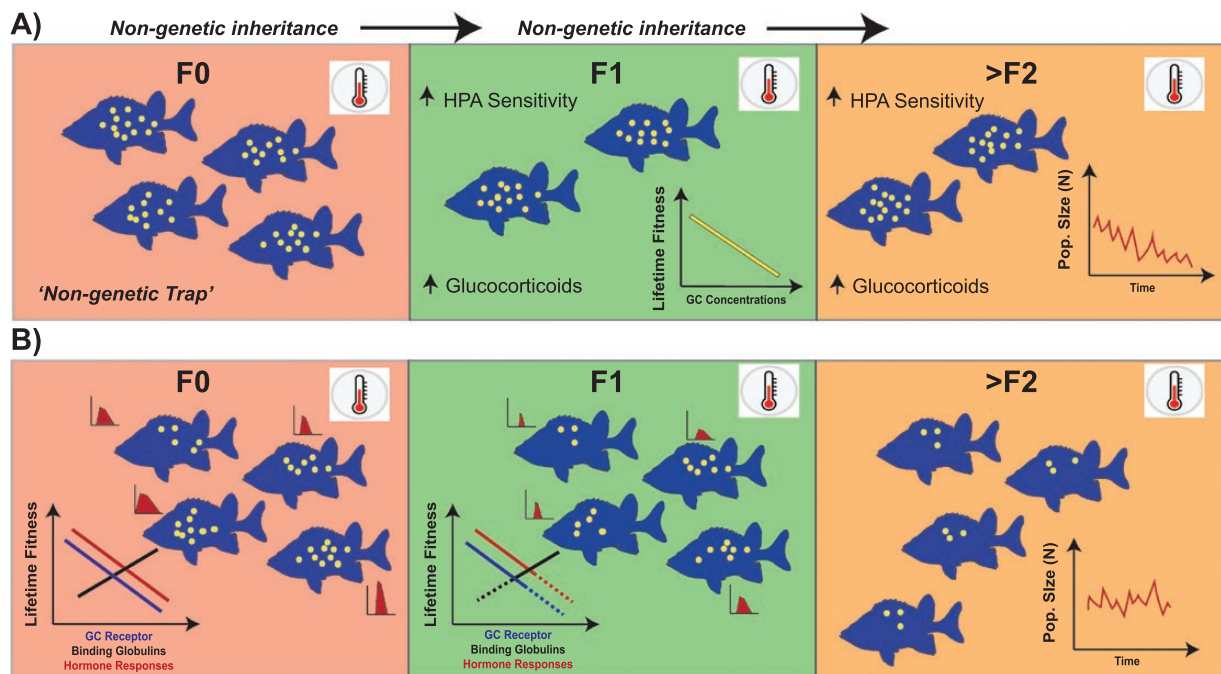 A)
Non-genetic inheritance
Non-genetic inheritance
F0
'Non-genetic Trap'
F1
HPA Sensitivity
Glucocorticoids
Lifetime Fitness
GC Concentrations
>F2
HPA Sensitivity
Glucocorticoids
Pop. SIze (N)
Time
B)
F0
Lifetime Fitness
GC Receptor
Binding Globulins
Hormone Responses
F1
Lifetime Fitness
GC Receptor
Binding Globulins
Hormone Responses
>F2
Pop. SIze (N)
Time